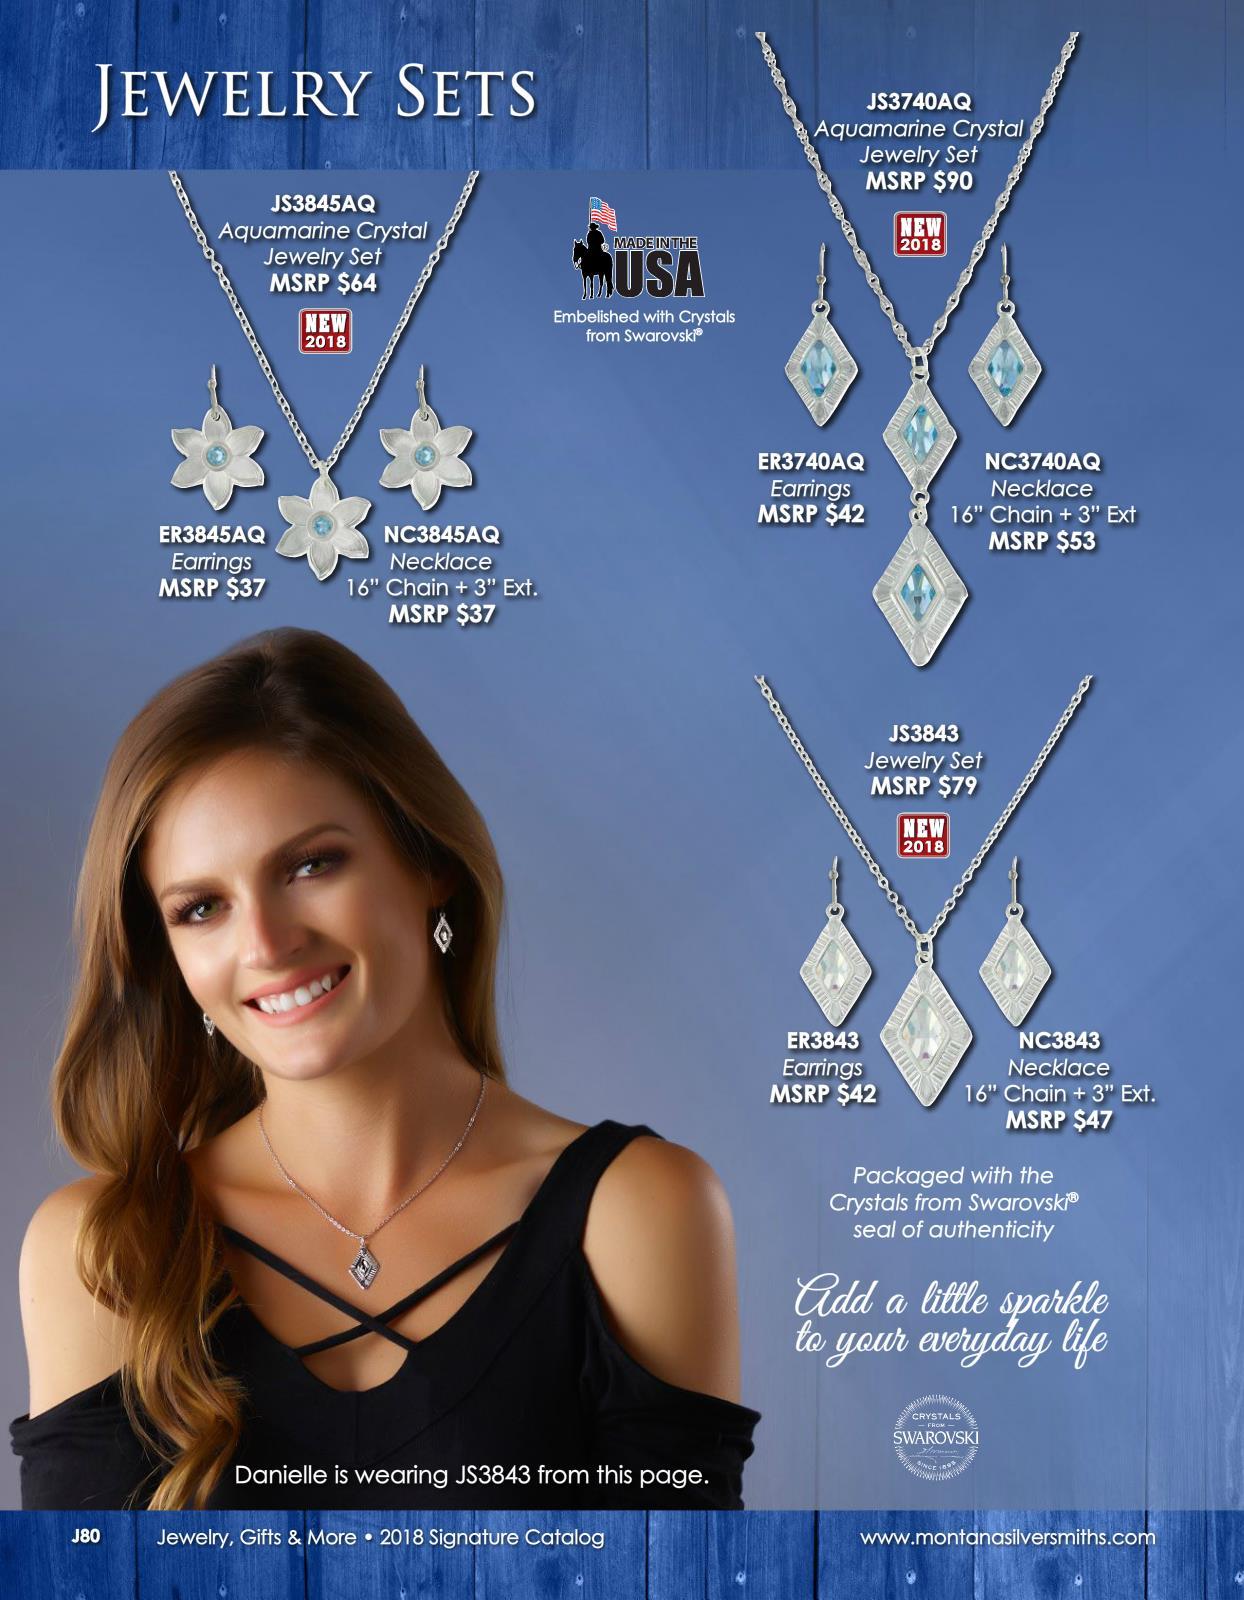 Jewelry Sets
JS3845AQ
Aquamarine Crystal
Jewelry Set
MSRP $64
NEW
2018
ER3845AQ
Earrings
MSRP $37
NC3845AQ
Necklace
16” Chain + 3” Ext.
MSRP $37
MADE IN THE
USA
Embelished with Crystals
from Swarovski®
JS3740AQ
Aquamarine Crystal
Jewelry Set
MSRP $90
NEW
2018
ER3740AQ
Earrings
MSRP $42
NC3740AQ
Necklace
16” Chain + 3” Ext
MSRP $53
JS3843
Jewelry Set
MSRP $79
NEW
2018
ER3843
Earrings
MSRP $42
NC3843
Necklace
16” Chain + 3” Ext.
MSRP $47
Packaged with the
Crystals from Swarovski®
seal of authenticity
Add a little sparkle
to your everyday life
CRYSTALS
FROM
SWAROVSKI
SINCE 1895
Danielle is wearing JS3843 from this page.
J80 Jewelry, Gifts & More • 2018 Signature Catalog www.montanasilversmiths.com